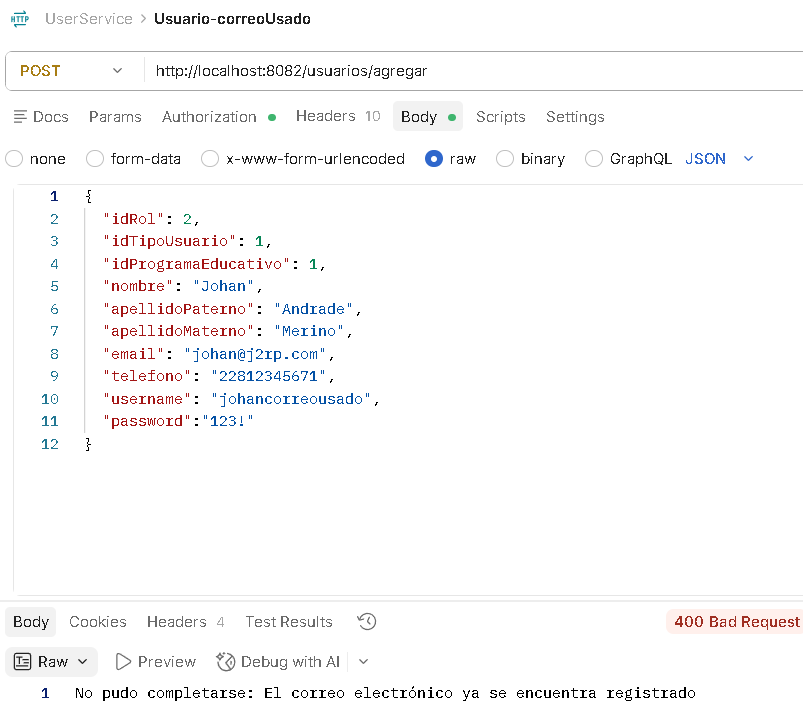 HTTP UserService > Usuario-correoUsado
POST http://localhost:8082/usuarios/agregar
Docs Params Authorization Headers 10 Body Scripts Settings
none form-data x-www-form-urlencoded raw binary GraphQL JSON
1 {
2 "idRol": 2,
3 "idTipoUsuario": 1,
4 "idProgramaEducativo": 1,
5 "nombre": "Johan",
6 "apellidoPaterno": "Andrade",
7 "apellidoMaterno": "Merino",
8 "email": "johan@j2rp.com",
9 "telefono": "22812345671",
10 "username": "johancorreousado",
11 "password":"123!"
12 }
Body Cookies Headers 4 Test Results 400 Bad Request
Raw Preview Debug with AI
1 No pudo completarse: El correo electrónico ya se encuentra registrado